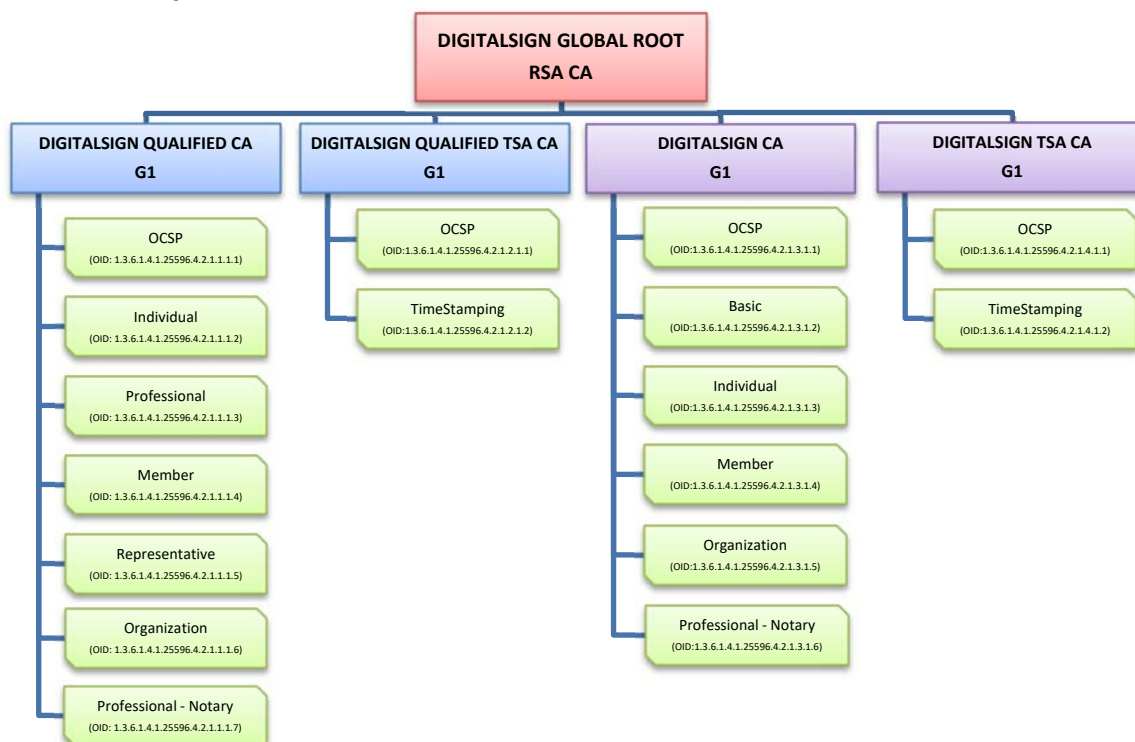 DIGITALSIGN GLOBAL ROOT
RSA CA
DIGITALSIGN QUALIFIED CA
G1
OCSP
(OID: 1.3.6.1.4.1.25596.4.2.1.1.1.1)
Individual
(OID: 1.3.6.1.4.1.25596.4.2.1.1.1.2)
Professional
(OID: 1.3.6.1.4.1.25596.4.2.1.1.1.3)
Member
(OID: 1.3.6.1.4.1.25596.4.2.1.1.1.4)
Representative
(OID: 1.3.6.1.4.1.25596.4.2.1.1.1.5)
Organization
(OID: 1.3.6.1.4.1.25596.4.2.1.1.1.6)
Professional - Notary
(OID: 1.3.6.1.4.1.25596.4.2.1.1.1.7)
DIGITALSIGN QUALIFIED TSA CA
G1
OCSP
(OID:1.3.6.1.4.1.25596.4.2.1.2.1.1)
TimeStamping
(OID:1.3.6.1.4.1.25596.4.2.1.2.1.2)
DIGITALSIGN CA
G1
OCSP
(OID:1.3.6.1.4.1.25596.4.2.1.3.1.1)
Basic
(OID:1.3.6.1.4.1.25596.4.2.1.3.1.2)
Individual
(OID:1.3.6.1.4.1.25596.4.2.1.3.1.3)
Member
(OID:1.3.6.1.4.1.25596.4.2.1.3.1.4)
Organization
(OID:1.3.6.1.4.1.25596.4.2.1.3.1.5)
Professional - Notary
(OID:1.3.6.1.4.1.25596.4.2.1.3.1.6)
DIGITALSIGN TSA CA
G1
OCSP
(OID:1.3.6.1.4.1.25596.4.2.1.4.1.1)
TimeStamping
(OID:1.3.6.1.4.1.25596.4.2.1.4.1.2)